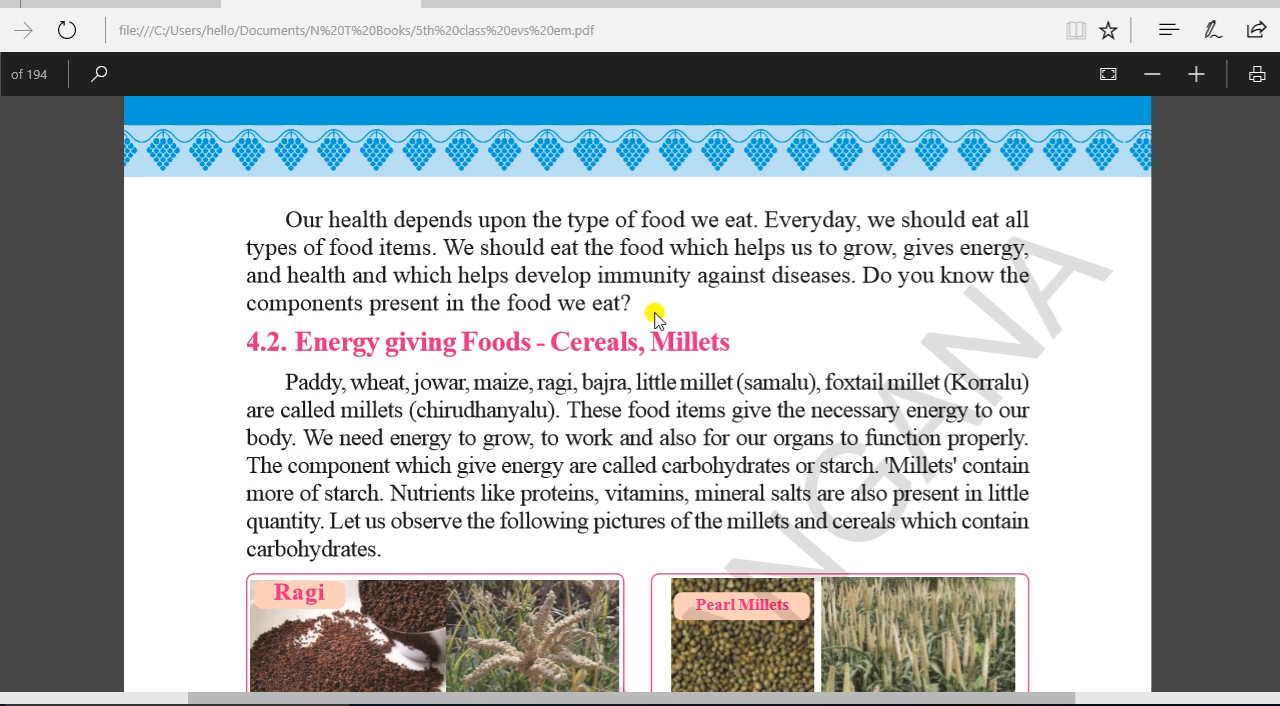 file:///C:/Users/hello/Documents/N%20T%20Books/5th%20class%20evs%20em.pdf
of 194
Our health depends upon the type of food we eat. Everyday, we should eat all
types of food items. We should eat the food which helps us to grow, gives energy,
and health and which helps develop immunity against diseases. Do you know the
components present in the food we eat?
4.2. Energy giving Foods - Cereals, Millets
Paddy, wheat, jowar, maize, ragi, bajra, little millet (samalu), foxtail millet (Korralu)
are called millets (chirudhanyalu). These food items give the necessary energy to our
body. We need energy to grow, to work and also for our organs to function properly.
The component which give energy are called carbohydrates or starch. 'Millets' contain
more of starch. Nutrients like proteins, vitamins, mineral salts are also present in little
quantity. Let us observe the following pictures of the millets and cereals which contain
carbohydrates.
Ragi
Pearl Millets
NGANA